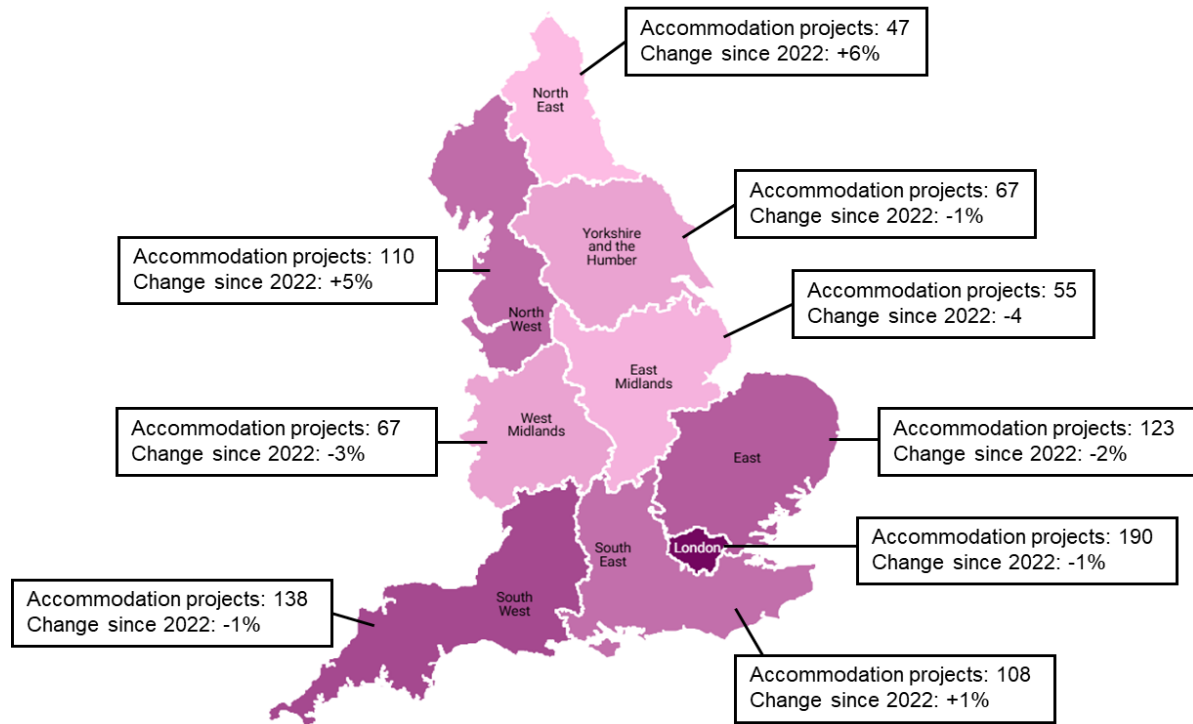 Accommodation projects: 47
Change since 2022: +6%
North
East
Accommodation projects: 67
Change since 2022: -1%
Yorkshire
and the
Humber
Accommodation projects: 110
Change since 2022: +5%
North
West
Accommodation projects: 55
Change since 2022: -4
East
Midlands
Accommodation projects: 67
Change since 2022: -3%
West
Midlands
Accommodation projects: 123
Change since 2022: -2%
East
Accommodation projects: 190
Change since 2022: -1%
London
South
East
Accommodation projects: 138
Change since 2022: -1%
South
West
Accommodation projects: 108
Change since 2022: +1%